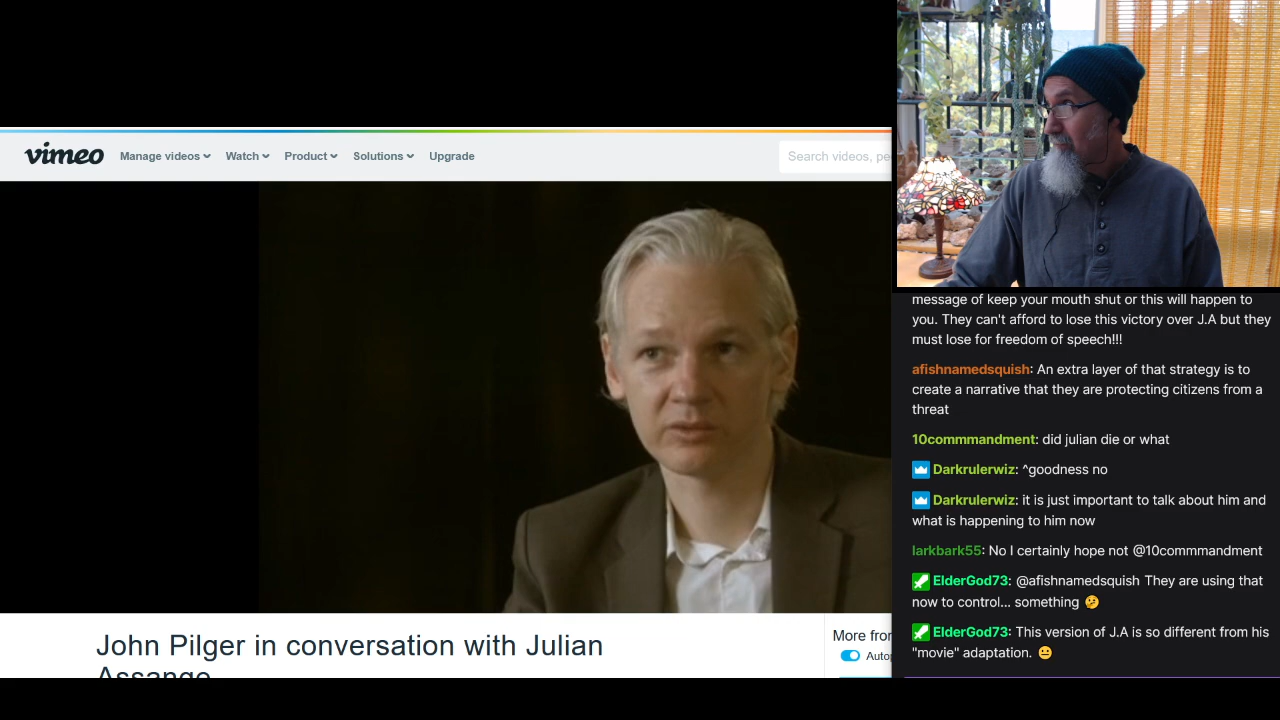 vimeo Manage videos Watch Product Solutions Upgrade Search videos, pe
John Pilger in conversation with Julian
Assange
More fror
Autop
message of keep your mouth shut or this will happen to
you. They can't afford to lose this victory over J.A but they
must lose for freedom of speech!!!
afishnamedsquish: An extra layer of that strategy is to
create a narrative that they are protecting citizens from a
threat
10commmandment: did julian die or what
Darkrulerwiz: ^goodness no
Darkrulerwiz: it is just important to talk about him and
what is happening to him now
larkbark55: No I certainly hope not @10commmandment
ElderGod73: @afishnamedsquish They are using that
now to control... something 🤔
ElderGod73: This version of J.A is so different from his
"movie" adaptation. 😐